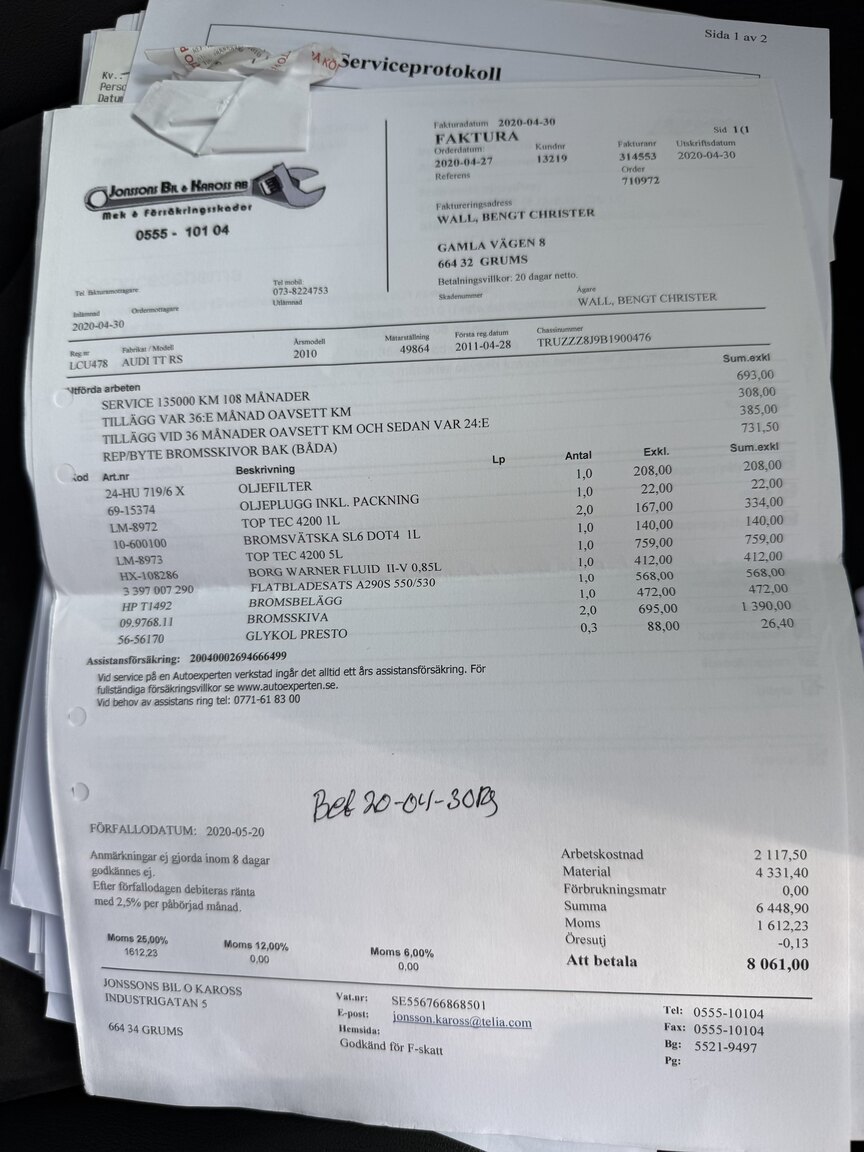 Sida 1 av 2
Serviceprotokoll
Kv.:
Datum
JONSSONS BIL & KAROSS AB
Mek & Försäkringsskador
0555 - 101 04
Fakturadatum 2020-04-30
FAKTURA
Sid 1(1
Orderdatum: Kundnr Fakturanr Utskriftsdatum
2020-04-27 13219 314553 2020-04-30
Referens Order
710972
Faktureringsadress
WALL, BENGT CHRISTER
GAMLA VÄGEN 8
664 32 GRUMS
Betalningsvillkor: 20 dagar netto.
Skadenummer Ägare
WALL, BENGT CHRISTER
Tel fakturamottagare Tel mobil
073-8224753
Inlämnad Ordermottagare Utlämnad
2020-04-30
Reg nr Fabrikat / Modell Årsmodell Mätarställning Första reg.datum Chassinummer
LCU478 AUDI TT RS 2010 49864 2011-04-28 TRUZZZ8J9B1900476
Utförda arbeten Sum.exkl
SERVICE 135000 KM 108 MÅNADER 693,00
TILLÄGG VAR 36:E MÅNAD OAVSETT KM 308,00
TILLÄGG VID 36 MÅNADER OAVSETT KM OCH SEDAN VAR 24:E 385,00
REP/BYTE BROMSSKIVOR BAK (BÅDA) 731,50
Kod Art.nr Beskrivning Lp Antal Exkl. Sum.exkl
24-HU 719/6 X OLJEFILTER 1,0 208,00 208,00
69-15374 OLJEPLUGG INKL. PACKNING 1,0 22,00 22,00
LM-8972 TOP TEC 4200 1L 2,0 167,00 334,00
10-600100 BROMSVÄTSKA SL6 DOT4 1L 1,0 140,00 140,00
LM-8973 TOP TEC 4200 5L 1,0 759,00 759,00
HX-108286 BORG WARNER FLUID II-V 0,85L 1,0 412,00 412,00
3 397 007 290 FLATBLADESATS A290S 550/530 1,0 568,00 568,00
HP T1492 BROMSBELÄGG 1,0 472,00 472,00
09.9768.11 BROMSSKIVA 2,0 695,00 1 390,00
56-56170 GLYKOL PRESTO 0,3 88,00 26,40
Assistansförsäkring: 20040002694666499
Vid service på en Autoexperten verkstad ingår det alltid ett års assistansförsäkring. För
fullständiga försäkringsvillkor se www.autoexperten.se.
Vid behov av assistans ring tel: 0771-61 83 00
Bet 20-04-30
FÖRFALLODATUM: 2020-05-20
Anmärkningar ej gjorda inom 8 dagar
godkännes ej.
Efter förfallodagen debiteras ränta
med 2,5% per påbörjad månad.
Arbetskostnad 2 117,50
Material 4 331,40
Förbrukningsmatr 0,00
Summa 6 448,90
Moms 1 612,23
Öresutj -0,13
Att betala 8 061,00
Moms 25,00% Moms 12,00% Moms 6,00%
1612,23 0,00 0,00
JONSSONS BIL O KAROSS
INDUSTRIGATAN 5
664 34 GRUMS
Vat.nr: SE556766868501
E-post: jonsson.kaross@telia.com
Hemsida:
Godkänd för F-skatt
Tel: 0555-10104
Fax: 0555-10104
Bg: 5521-9497
Pg: